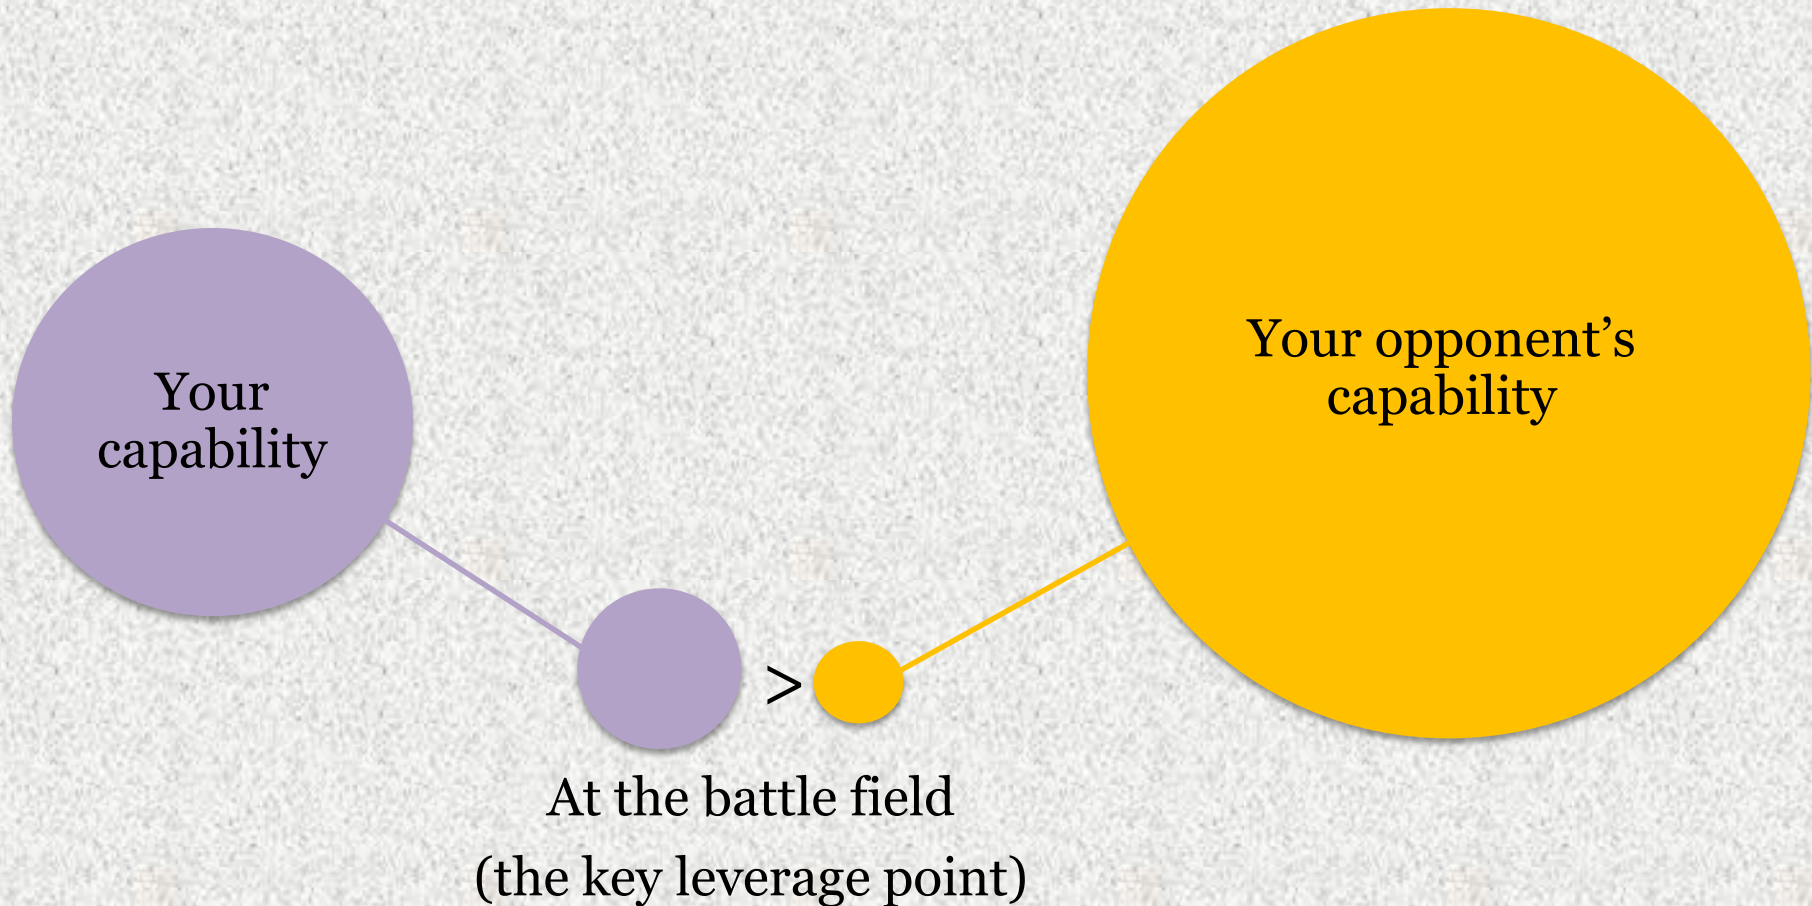 Your
capability
Your opponent’s
capability
>
At the battle field
(the key leverage point)